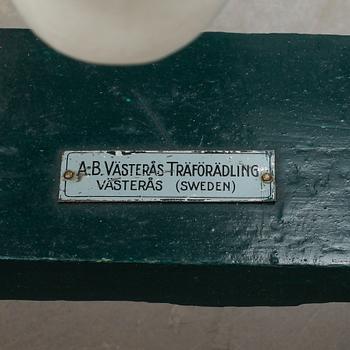 A-B. VÄSTERÅS TRÄFÖRÄDLING
VÄSTERÅS (SWEDEN)